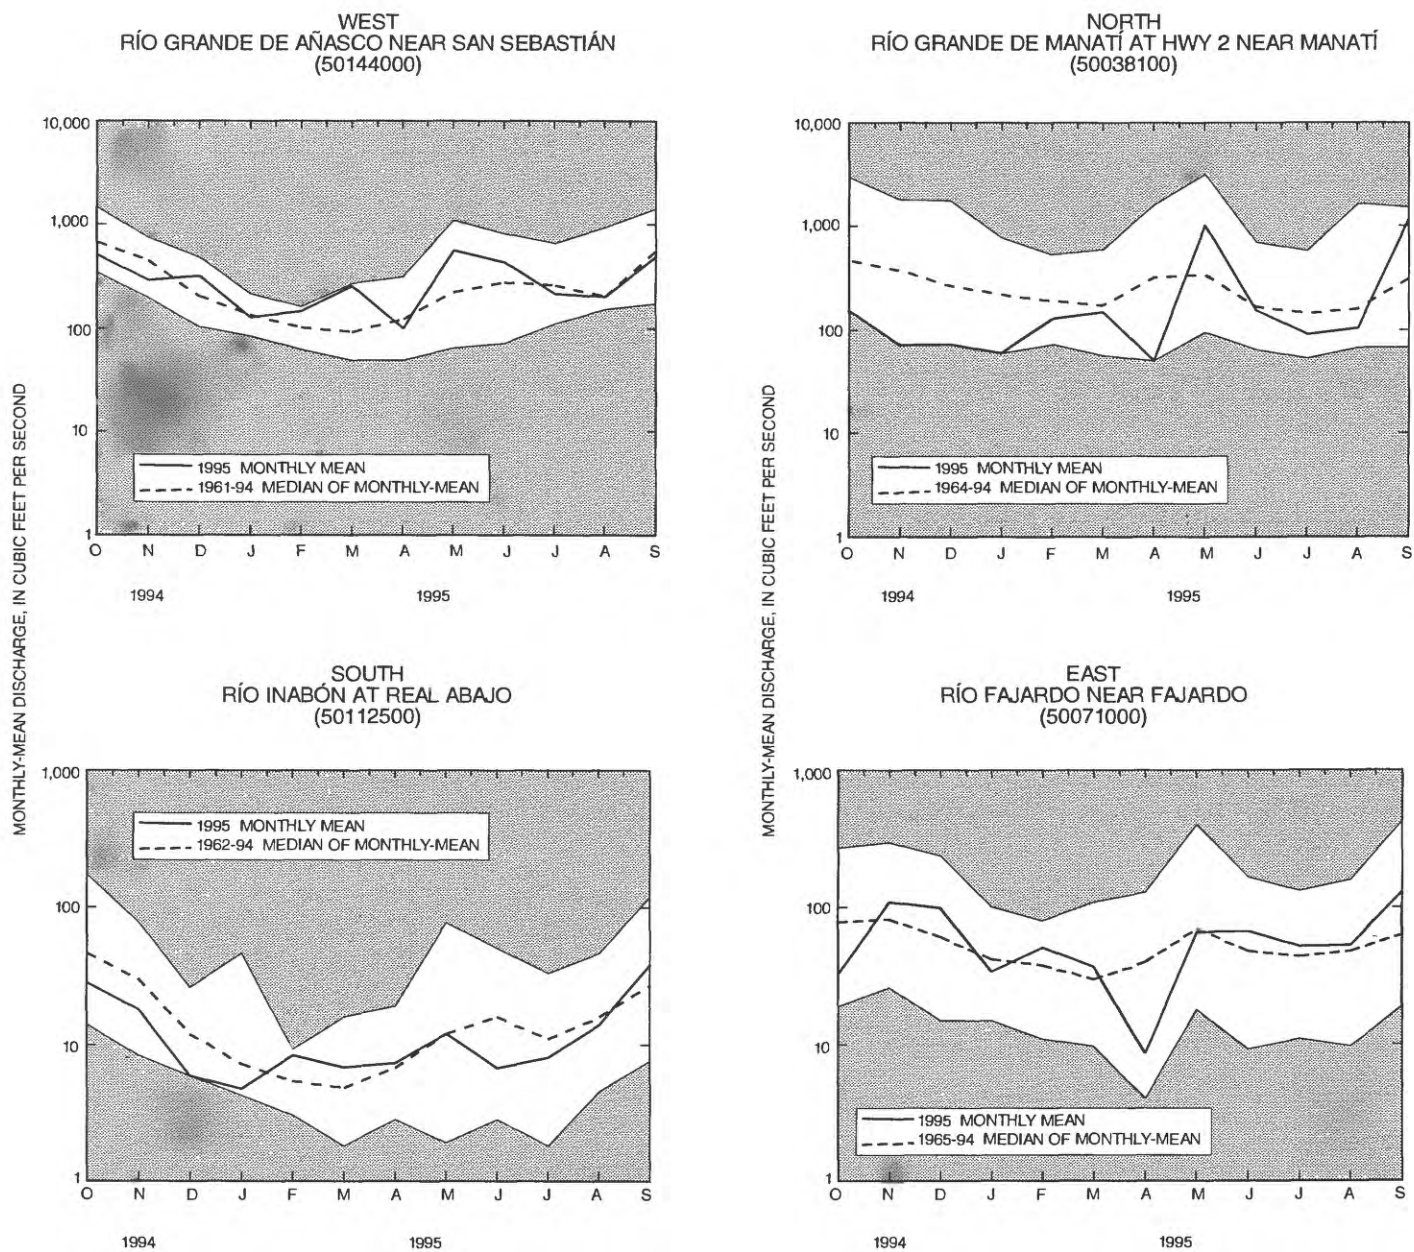 WEST
RÍO GRANDE DE AÑASCO NEAR SAN SEBASTIÁN
(50144000)
10,000
1,000
100
10
1
1995 MONTHLY MEAN
1961-94 MEDIAN OF MONTHLY-MEAN
O N D J F M A M J J A S
1994 1995
NORTH
RÍO GRANDE DE MANATÍ AT HWY 2 NEAR MANATÍ
(50038100)
10,000
1,000
100
10
1
1995 MONTHLY MEAN
1964-94 MEDIAN OF MONTHLY-MEAN
O N D J F M A M J J A S
1994 1995
MONTHLY-MEAN DISCHARGE, IN CUBIC FEET PER SECOND
MONTHLY-MEAN DISCHARGE, IN CUBIC FEET PER SECOND
SOUTH
RÍO INABÓN AT REAL ABAJO
(50112500)
1,000
100
10
1
1995 MONTHLY MEAN
1962-94 MEDIAN OF MONTHLY-MEAN
O N D J F M A M J J A S
1994 1995
EAST
RÍO FAJARDO NEAR FAJARDO
(50071000)
1,000
100
10
1
1995 MONTHLY MEAN
1965-94 MEDIAN OF MONTHLY-MEAN
O N D J F M A M J J A S
1994 1995